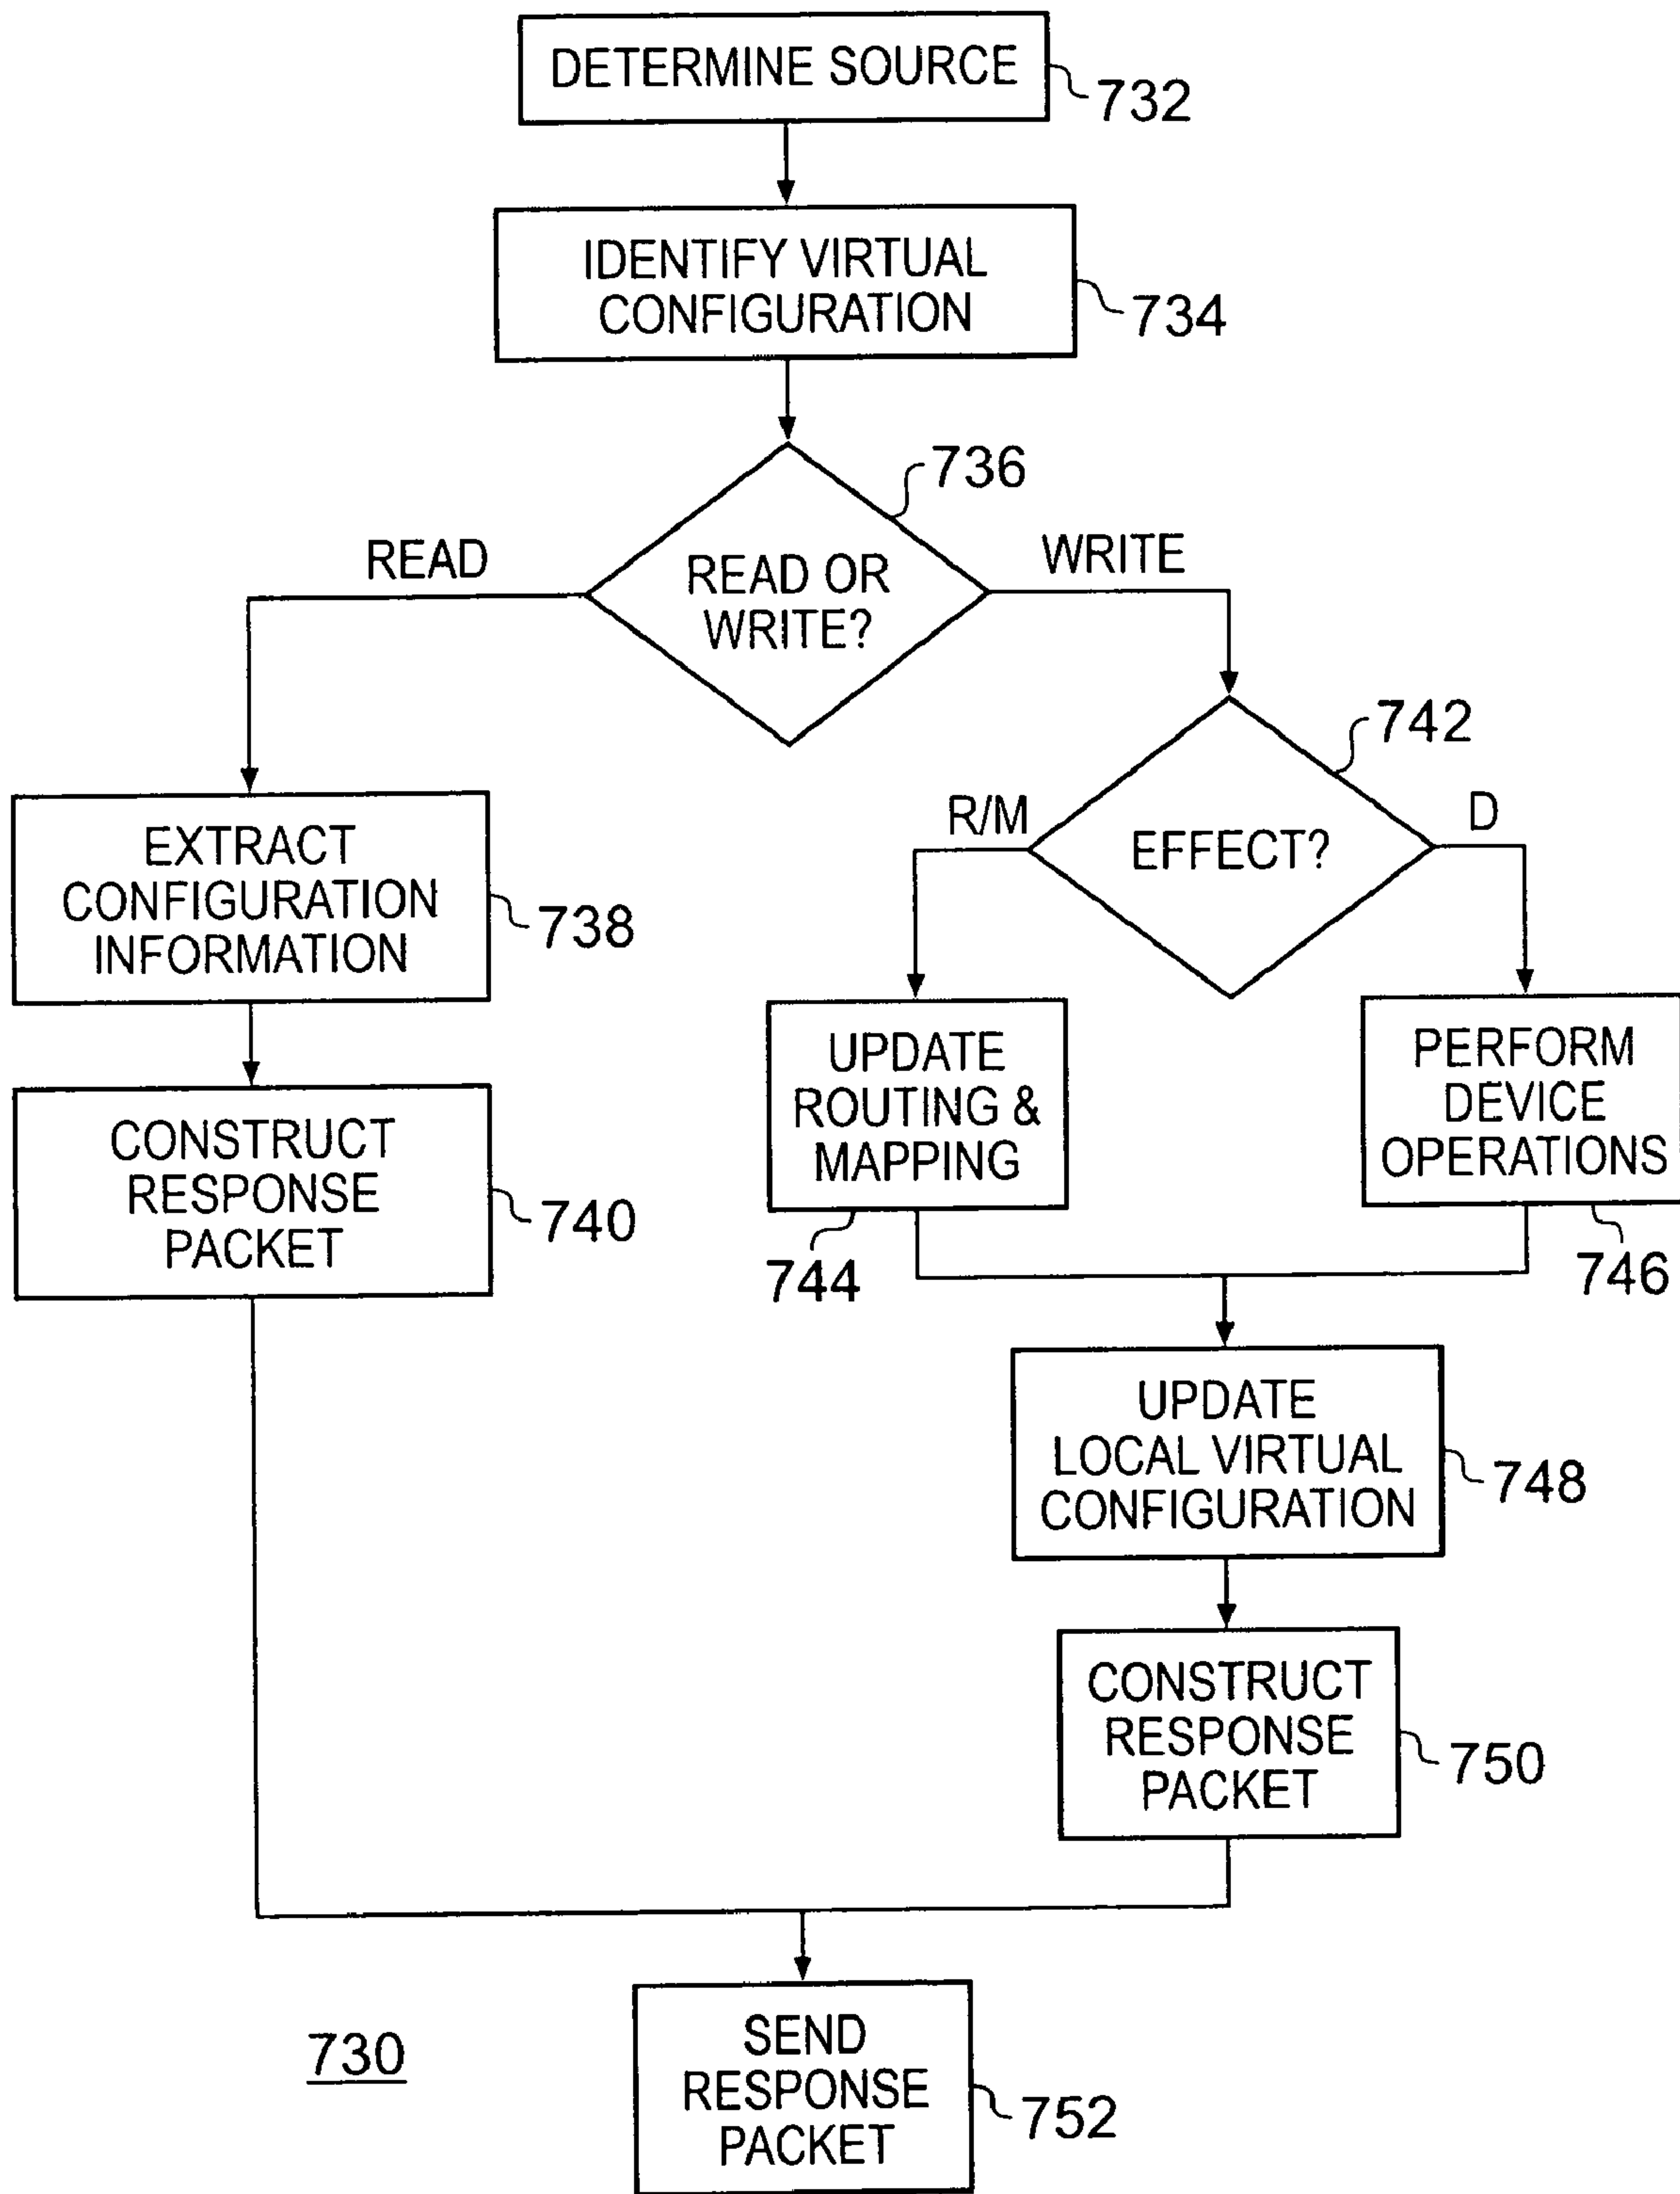 DETERMINE SOURCE
732
IDENTIFY VIRTUAL
CONFIGURATION
734
736
READ
READ OR
WRITE?
WRITE
742
R/M
EFFECT?
D
EXTRACT
CONFIGURATION
INFORMATION
738
UPDATE
ROUTING &
MAPPING
744
PERFORM
DEVICE
OPERATIONS
746
CONSTRUCT
RESPONSE
PACKET
740
UPDATE
LOCAL VIRTUAL
CONFIGURATION
748
CONSTRUCT
RESPONSE
PACKET
750
730
SEND
RESPONSE
PACKET
752